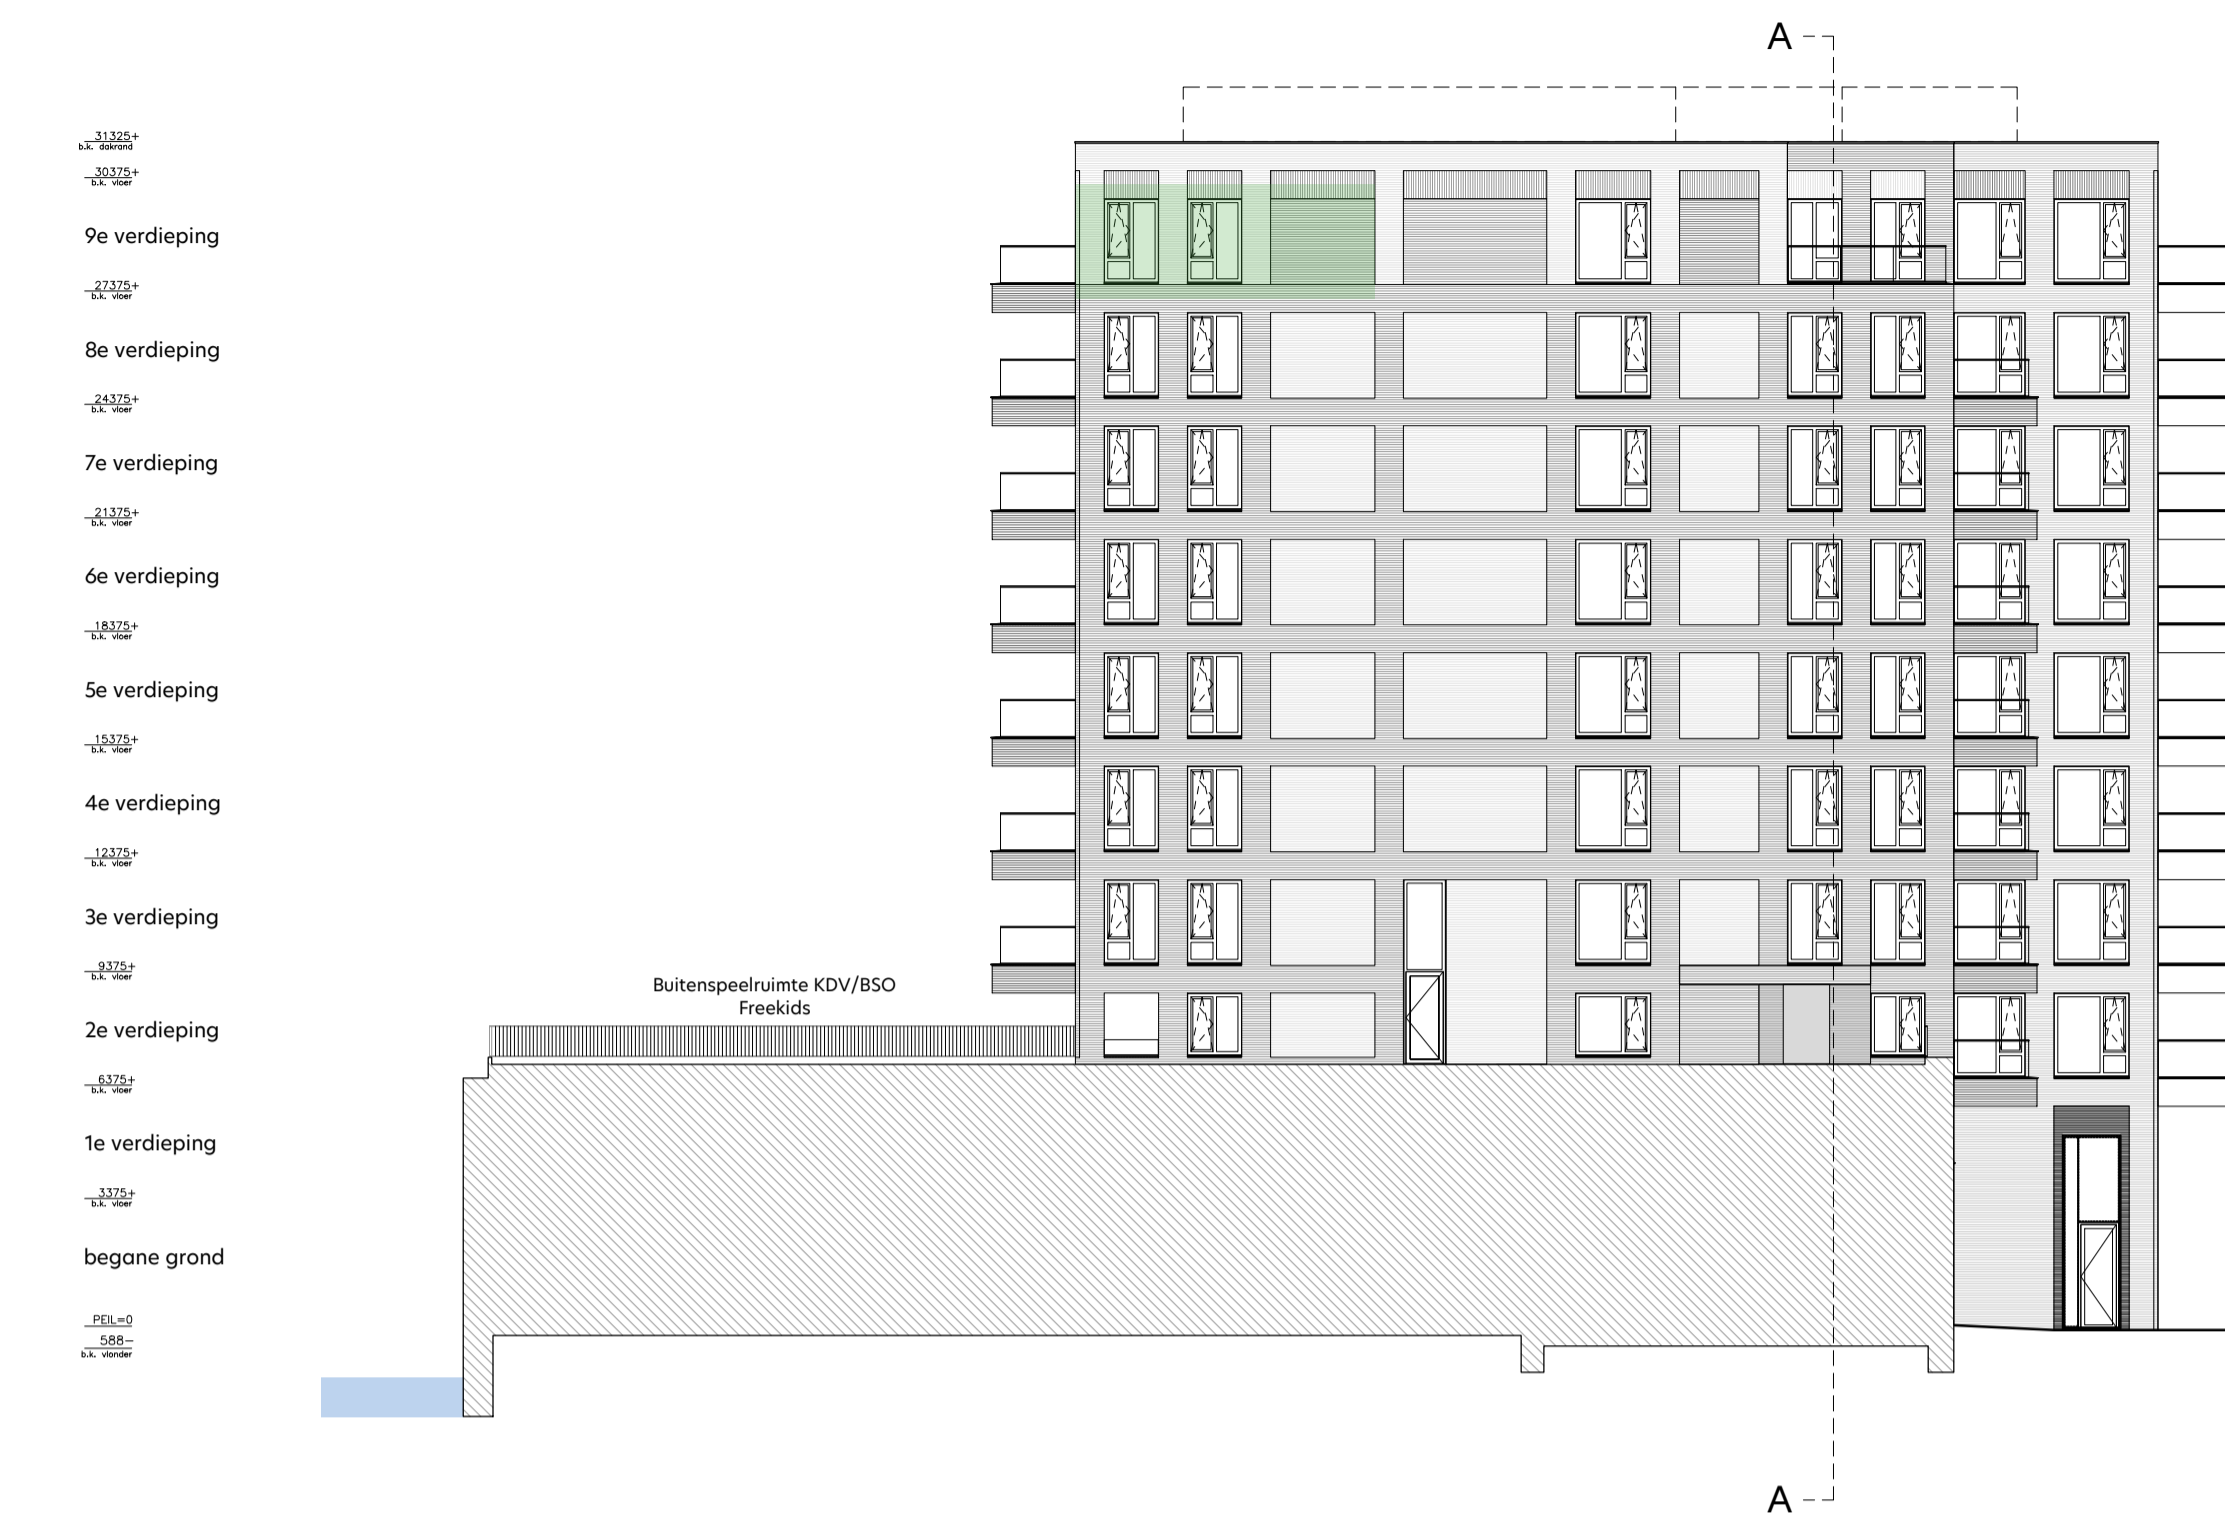 A
31325+
b.k. dakrand
30375+
b.k. vloer
9e verdieping
27375+
b.k. vloer
8e verdieping
24375+
b.k. vloer
7e verdieping
21375+
b.k. vloer
6e verdieping
18375+
b.k. vloer
5e verdieping
15375+
b.k. vloer
4e verdieping
12375+
b.k. vloer
3e verdieping
9375+
b.k. vloer
Buitenspeelruimte KDV/BSO
Freekids
2e verdieping
6375+
b.k. vloer
1e verdieping
3375+
b.k. vloer
begane grond
PEIL=0
588-
b.k. vlonder
A